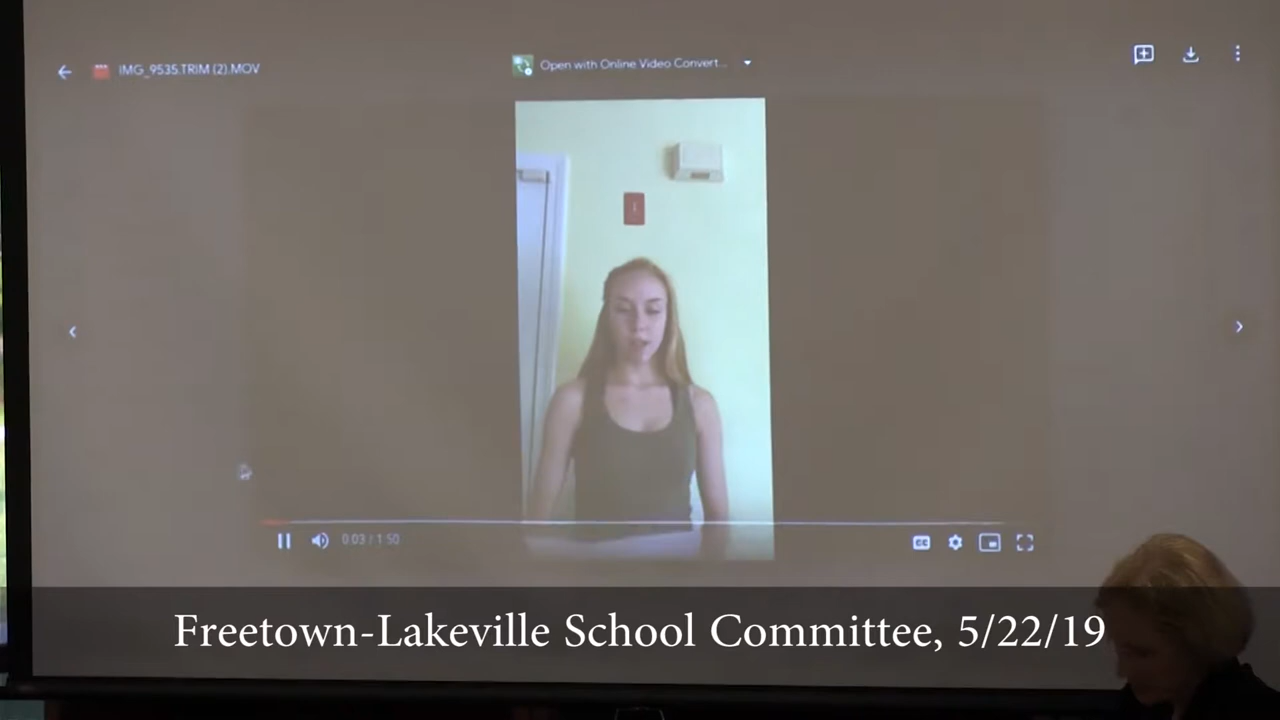 IMG_9535.TRIM (2).MOV
Open with Online Video Convert...
0:03 / 1:50
CC
Freetown-Lakeville School Committee, 5/22/19